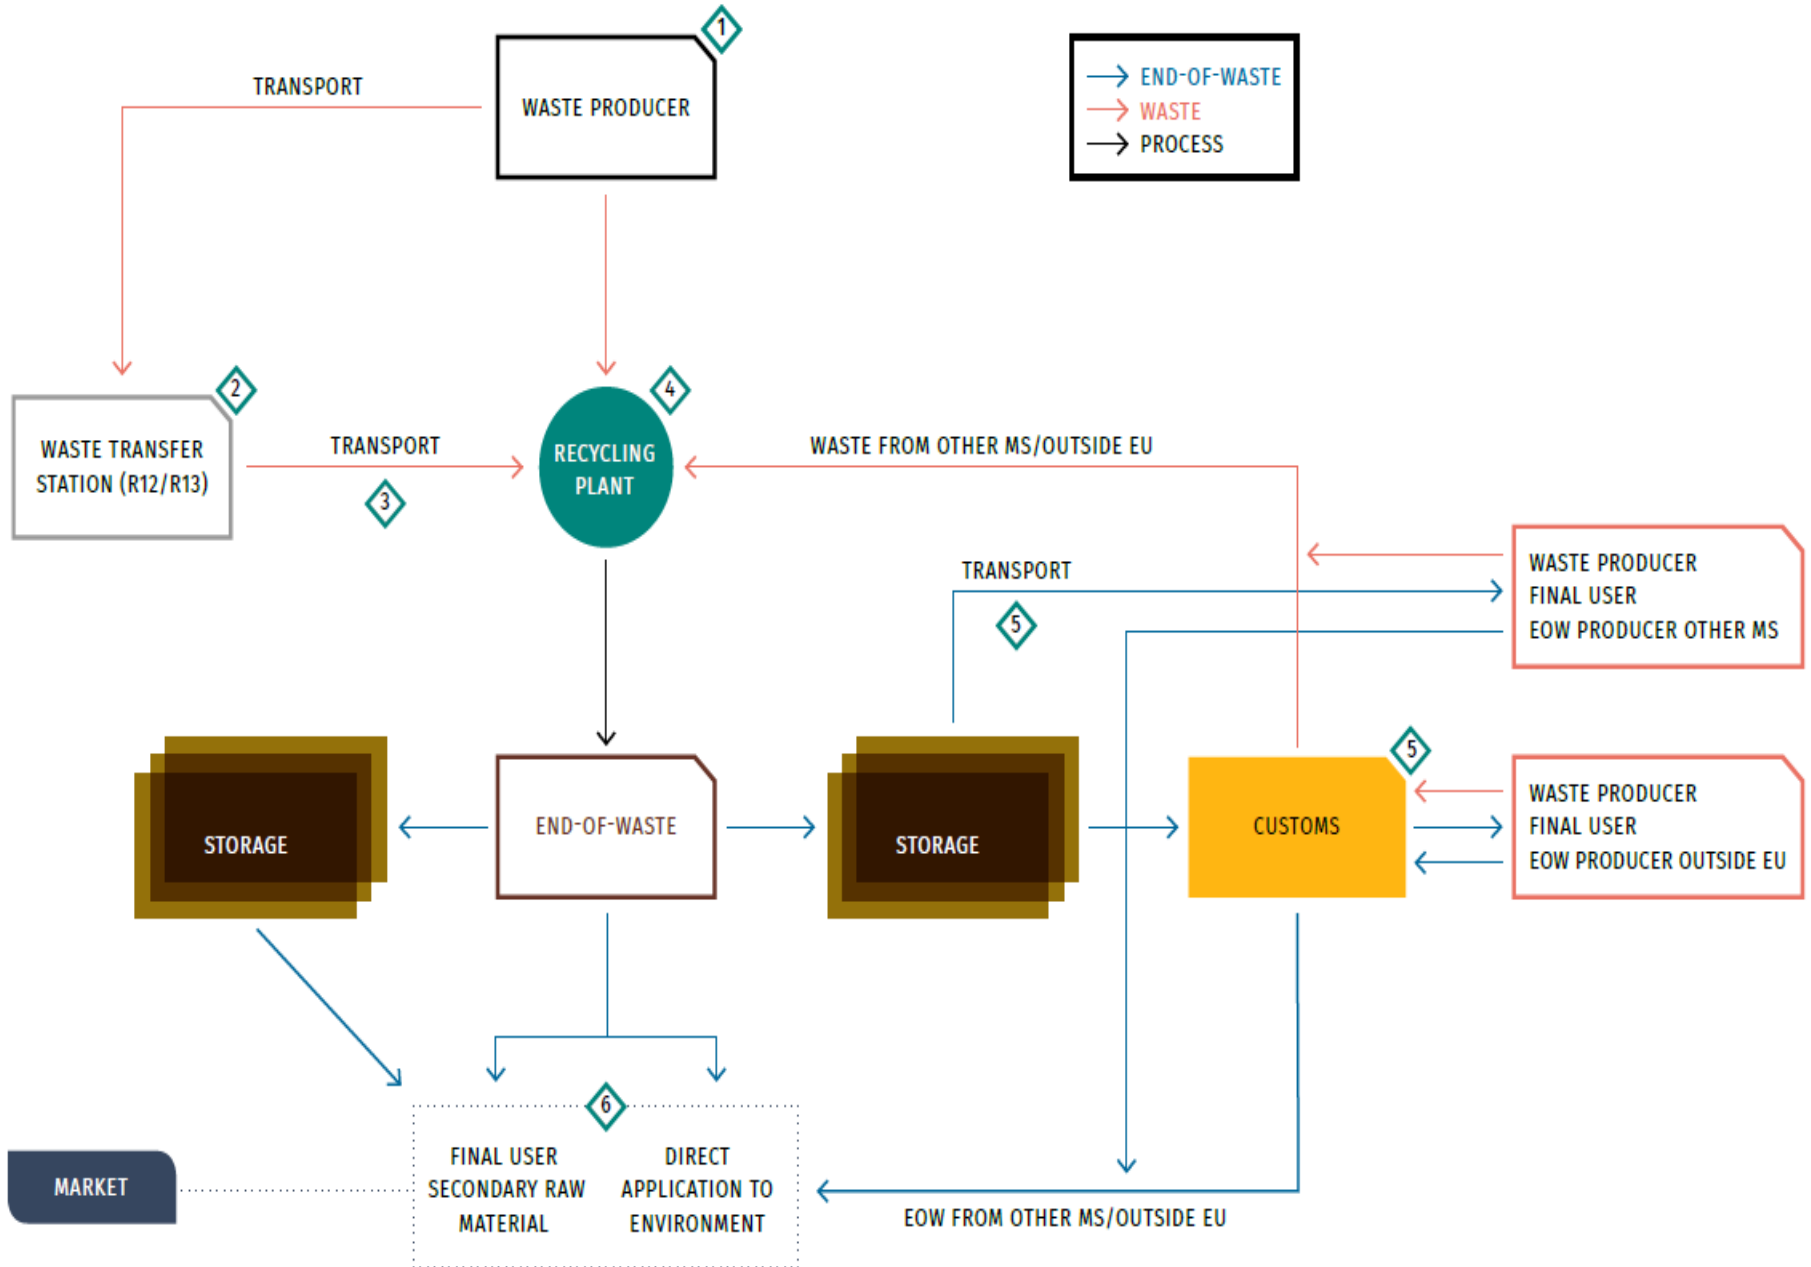 1
TRANSPORT
WASTE PRODUCER
END-OF-WASTE
WASTE
PROCESS
2
4
WASTE TRANSFER
STATION (R12/R13)
TRANSPORT
3
RECYCLING
PLANT
WASTE FROM OTHER MS/OUTSIDE EU
TRANSPORT
5
WASTE PRODUCER
FINAL USER
EOW PRODUCER OTHER MS
STORAGE
END-OF-WASTE
STORAGE
CUSTOMS
5
WASTE PRODUCER
FINAL USER
EOW PRODUCER OUTSIDE EU
6
MARKET
FINAL USER
SECONDARY RAW
MATERIAL
DIRECT
APPLICATION TO
ENVIRONMENT
EOW FROM OTHER MS/OUTSIDE EU